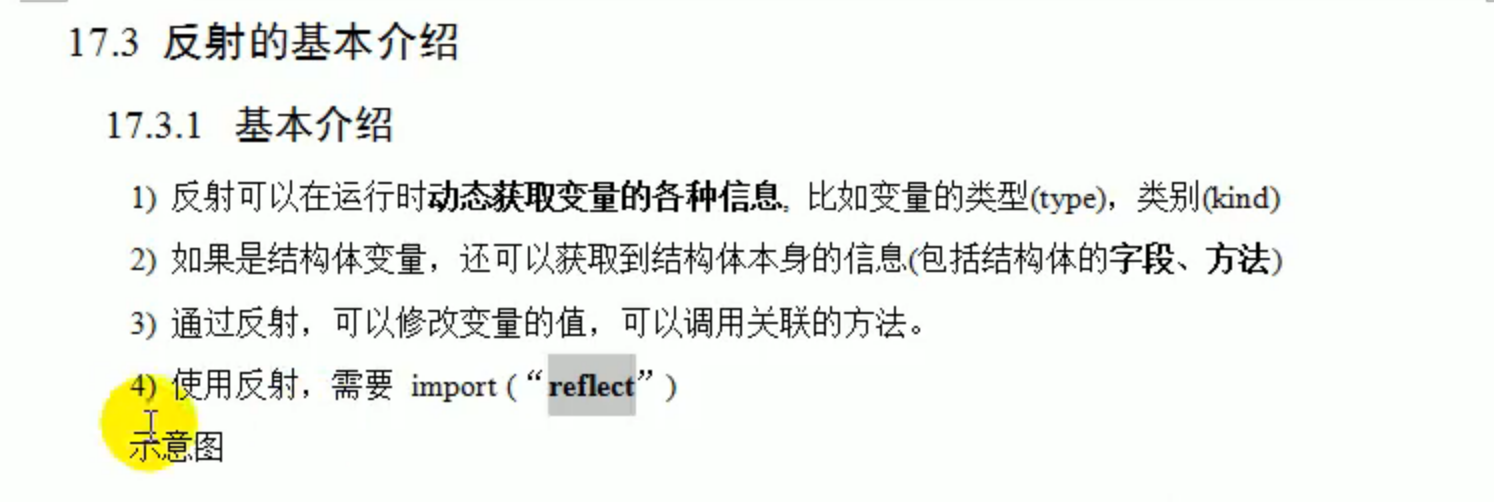 17.3 反射的基本介绍
17.3.1 基本介绍
1) 反射可以在运行时动态获取变量的各种信息, 比如变量的类型(type)，类别(kind)
2) 如果是结构体变量，还可以获取到结构体本身的信息(包括结构体的字段、方法)
3) 通过反射，可以修改变量的值，可以调用关联的方法。
4) 使用反射，需要 import (“reflect”)
示意图